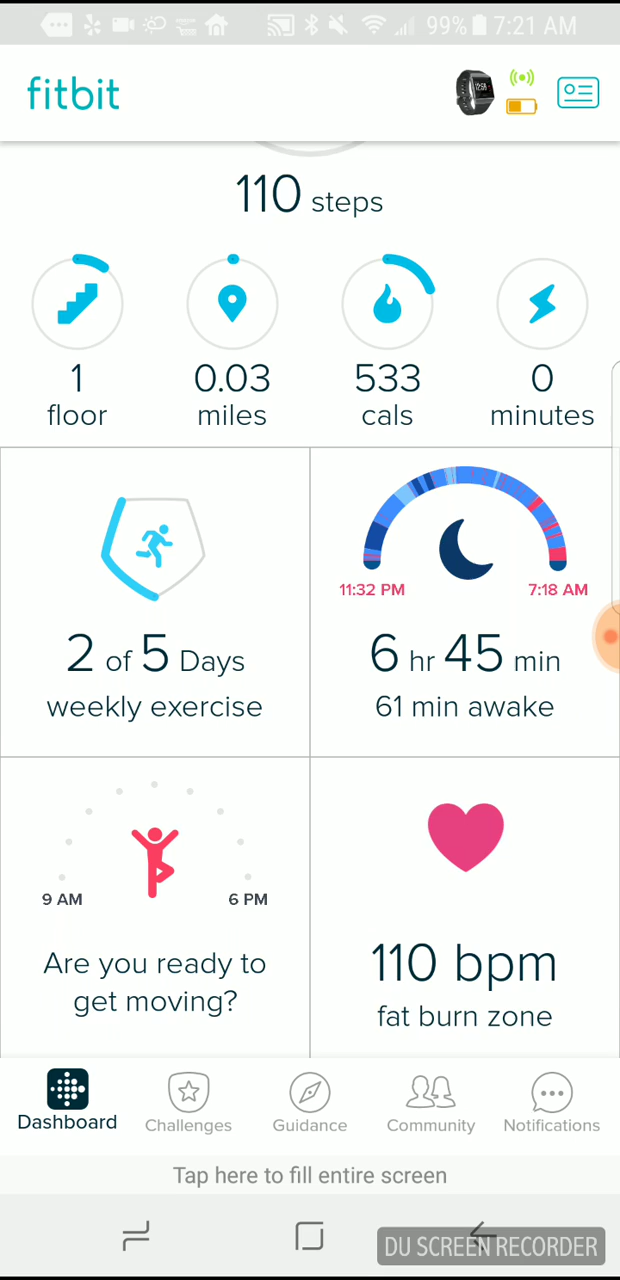 99% 7:21 AM
fitbit
110 steps
1 0.03 533 0
floor miles cals minutes
11:32 PM 7:18 AM
2 of 5 Days 6 hr 45 min
weekly exercise 61 min awake
9 AM 6 PM
Are you ready to
get moving?
110 bpm
fat burn zone
Dashboard Challenges Guidance Community Notifications
Tap here to fill entire screen
DU SCREEN RECORDER